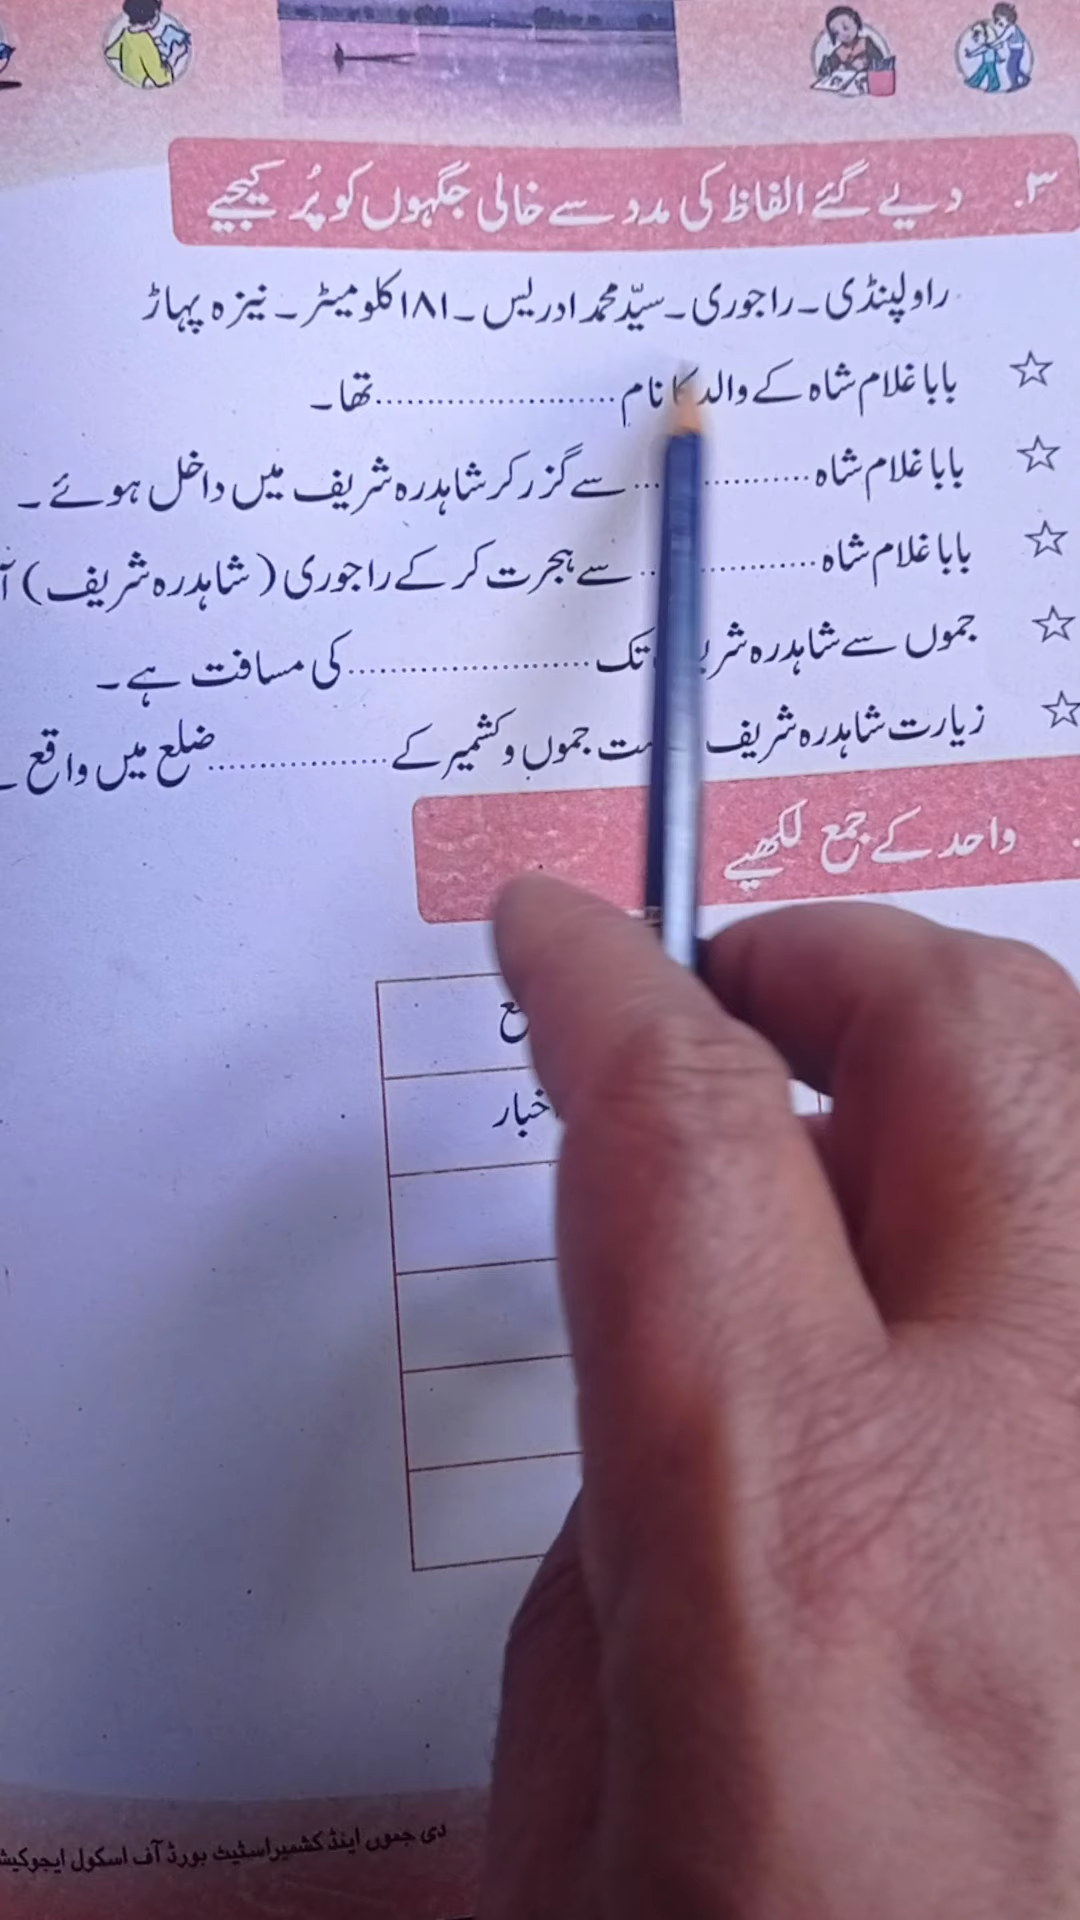 ۳. دیے گئے الفاظ کی مدد سے خالی جگہوں کو پُر کیجیے
راولپنڈی۔ راجوری۔ سیّد محمد ادریس۔ ۱۸۱ کلو میٹر۔ نیزہ پہاڑ
☆ بابا غلام شاہ کے والد کا نام ........................ تھا۔
☆ بابا غلام شاہ ........................ سے گزر کر شاہدرہ شریف میں داخل ہوئے۔
☆ بابا غلام شاہ ........................ سے ہجرت کر کے راجوری (شاہدرہ شریف)
☆ جموں سے شاہدرہ تک ........................ کی مسافت ہے۔
☆ زیارت شاہدرہ شریف جموں و کشمیر کے .................. ضلع میں واقع
واحد کے جمع لکھیے
اخبار
دی جموں اینڈ کشمیر اسٹیٹ بورڈ آف اسکول